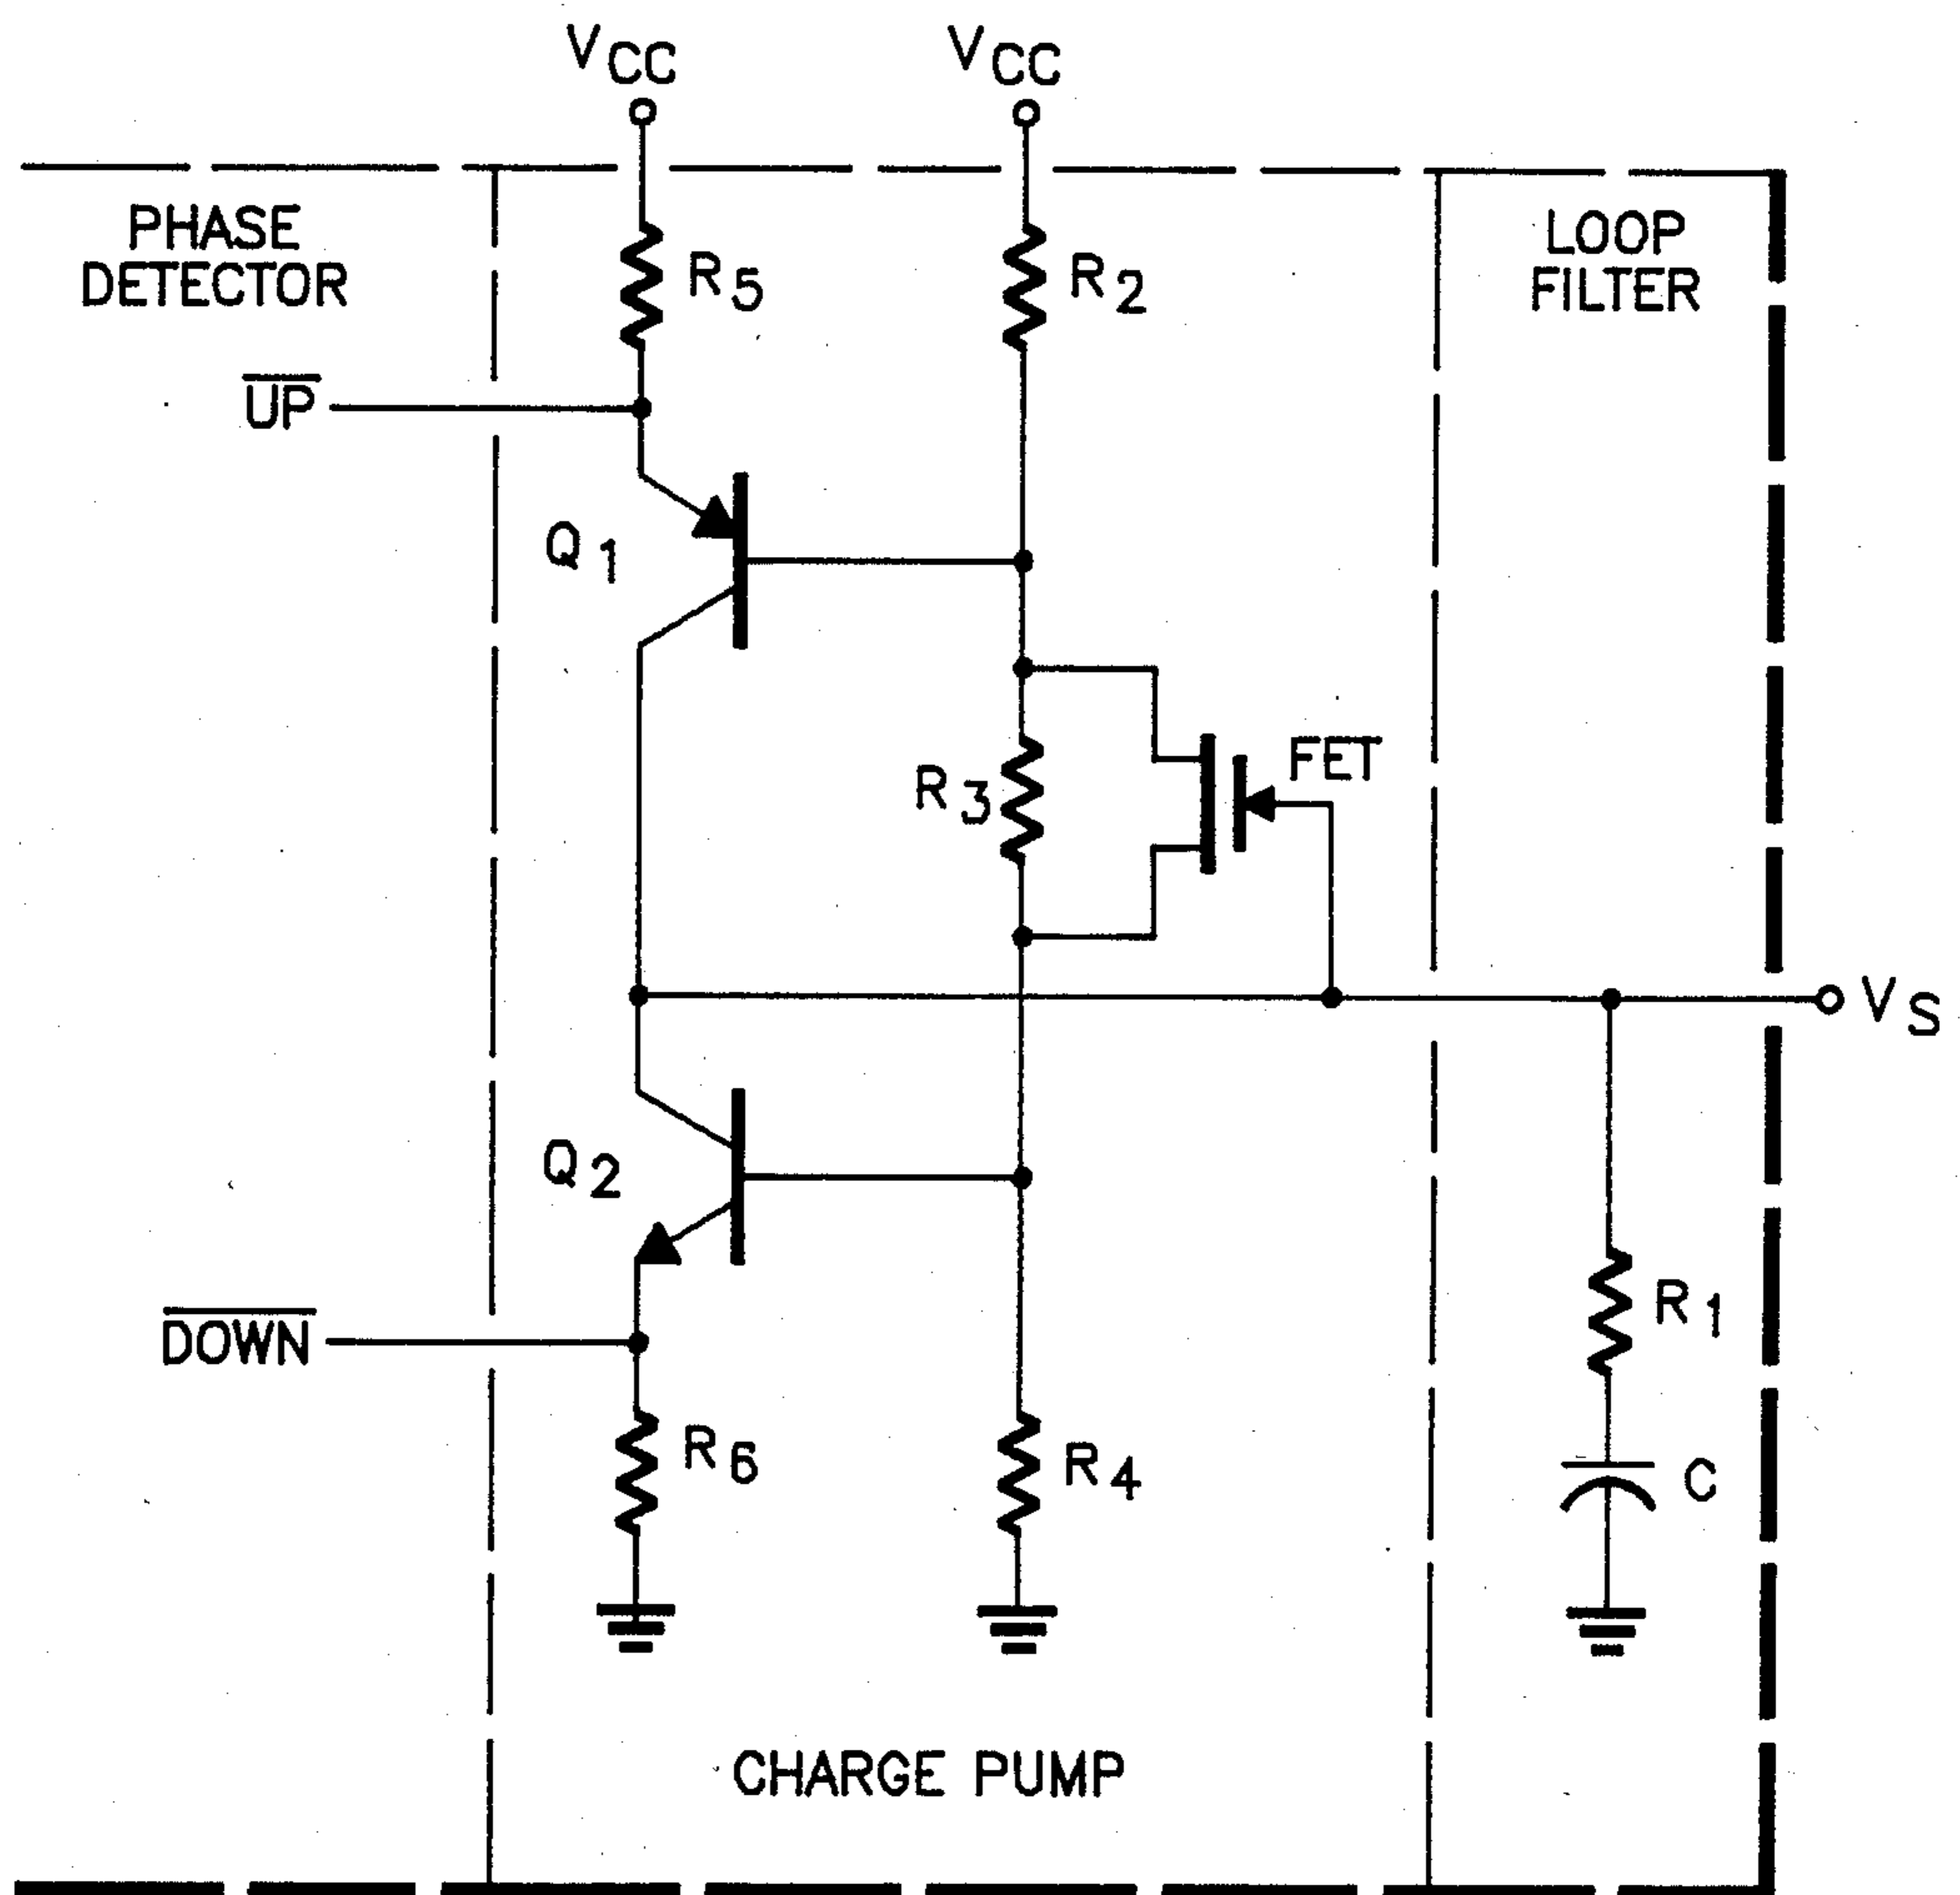 VCC
VCC
PHASE
DETECTOR
LOOP
FILTER
R5
R2
UP
Q1
R3
FET
VS
Q2
DOWN
R1
R6
R4
C
CHARGE PUMP